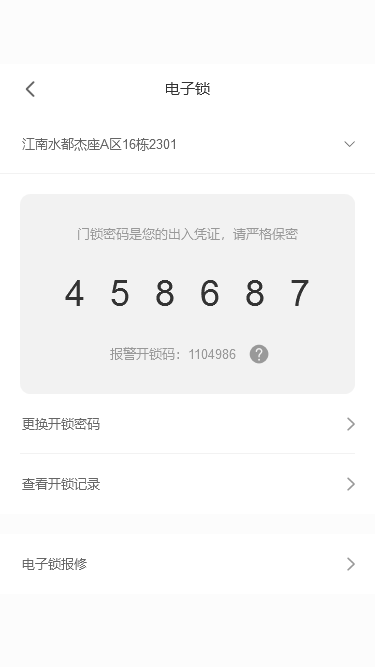 电子锁
江南水都杰座A区16栋2301
门锁密码是您的出入凭证，请严格保密
4 5 8 6 8 7
报警开锁码：1104986 ?
更换开锁密码
查看开锁记录
电子锁报修